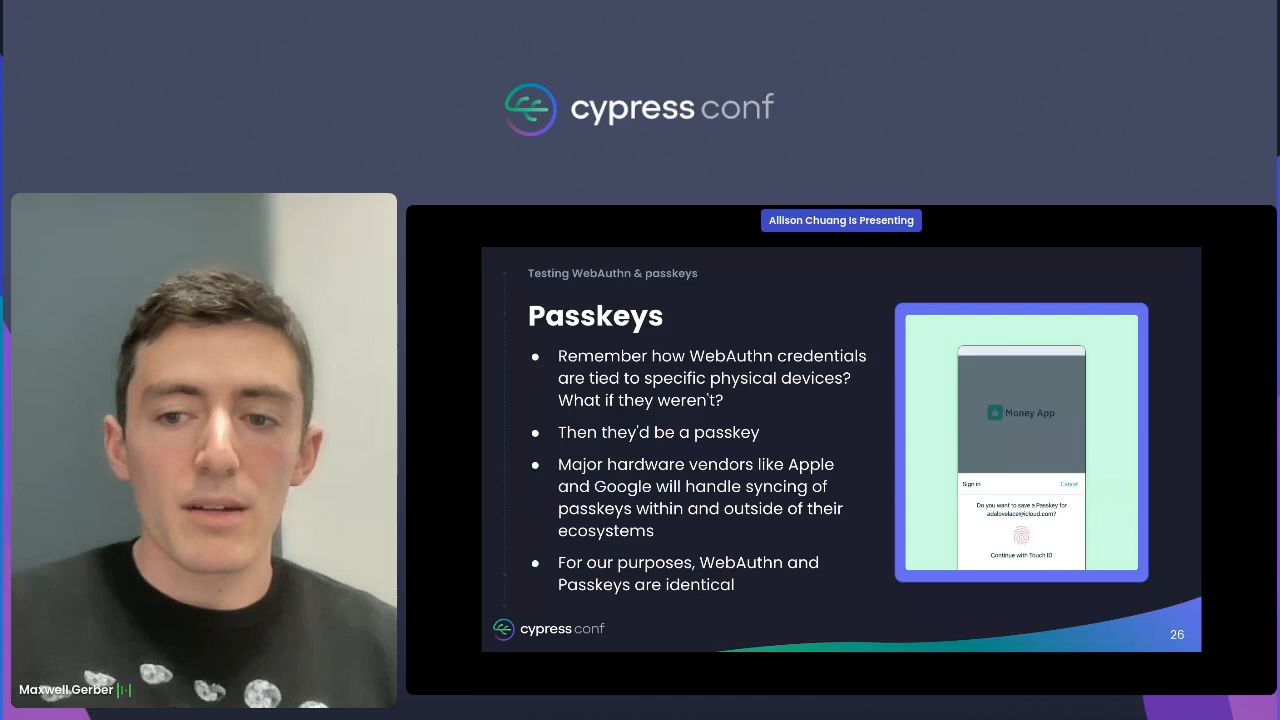 cypress conf
Allison Chuang Is Presenting
Testing WebAuthn & passkeys
Passkeys
● Remember how WebAuthn credentials
are tied to specific physical devices?
What if they weren't?
● Then they'd be a passkey
● Major hardware vendors like Apple
and Google will handle syncing of
passkeys within and outside of their
ecosystems
● For our purposes, WebAuthn and
Passkeys are identical
Money App
Sign in Cancel
Do you want to save a Passkey for
adalovelace@icloud.com?
Continue with Touch ID
cypress conf
26
Maxwell Gerber